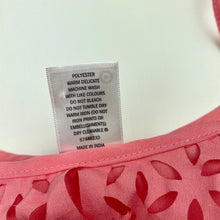 POLYESTER
WARM DELICATE
MACHINE WASH
WITH LIKE COLOURS
DO NOT BLEACH
DO NOT TUMBLE DRY
WARM IRON (DO NOT
IRON PRINTS OR
EMBELLISHMENTS)
DRY CLEANABLE ®
MADE IN INDIA